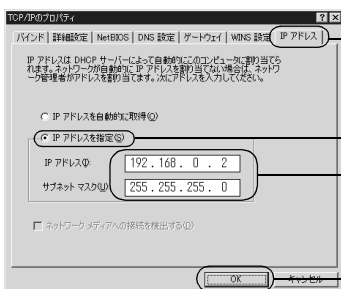 TCP/IPのプロパティ
バインド 詳細設定 NetBIOS DNS 設定 ゲートウェイ WINS 設定 IP アドレス
IP アドレスは DHCP サーバーによって自動的にこのコンピュータに割り当てら
れます。ネットワークが自動的に IP アドレスを割り当てない場合は、ネットワ
ーク管理者がアドレスを割り当てます。次にアドレスを入力してください。
IP アドレスを自動的に取得(O)
IP アドレスを指定(S)
IP アドレス(I): 192.168. 0 . 2
サブネット マスク(U): 255.255.255. 0
ネットワーク メディアへの接続を検出する(D)
OK キャンセル